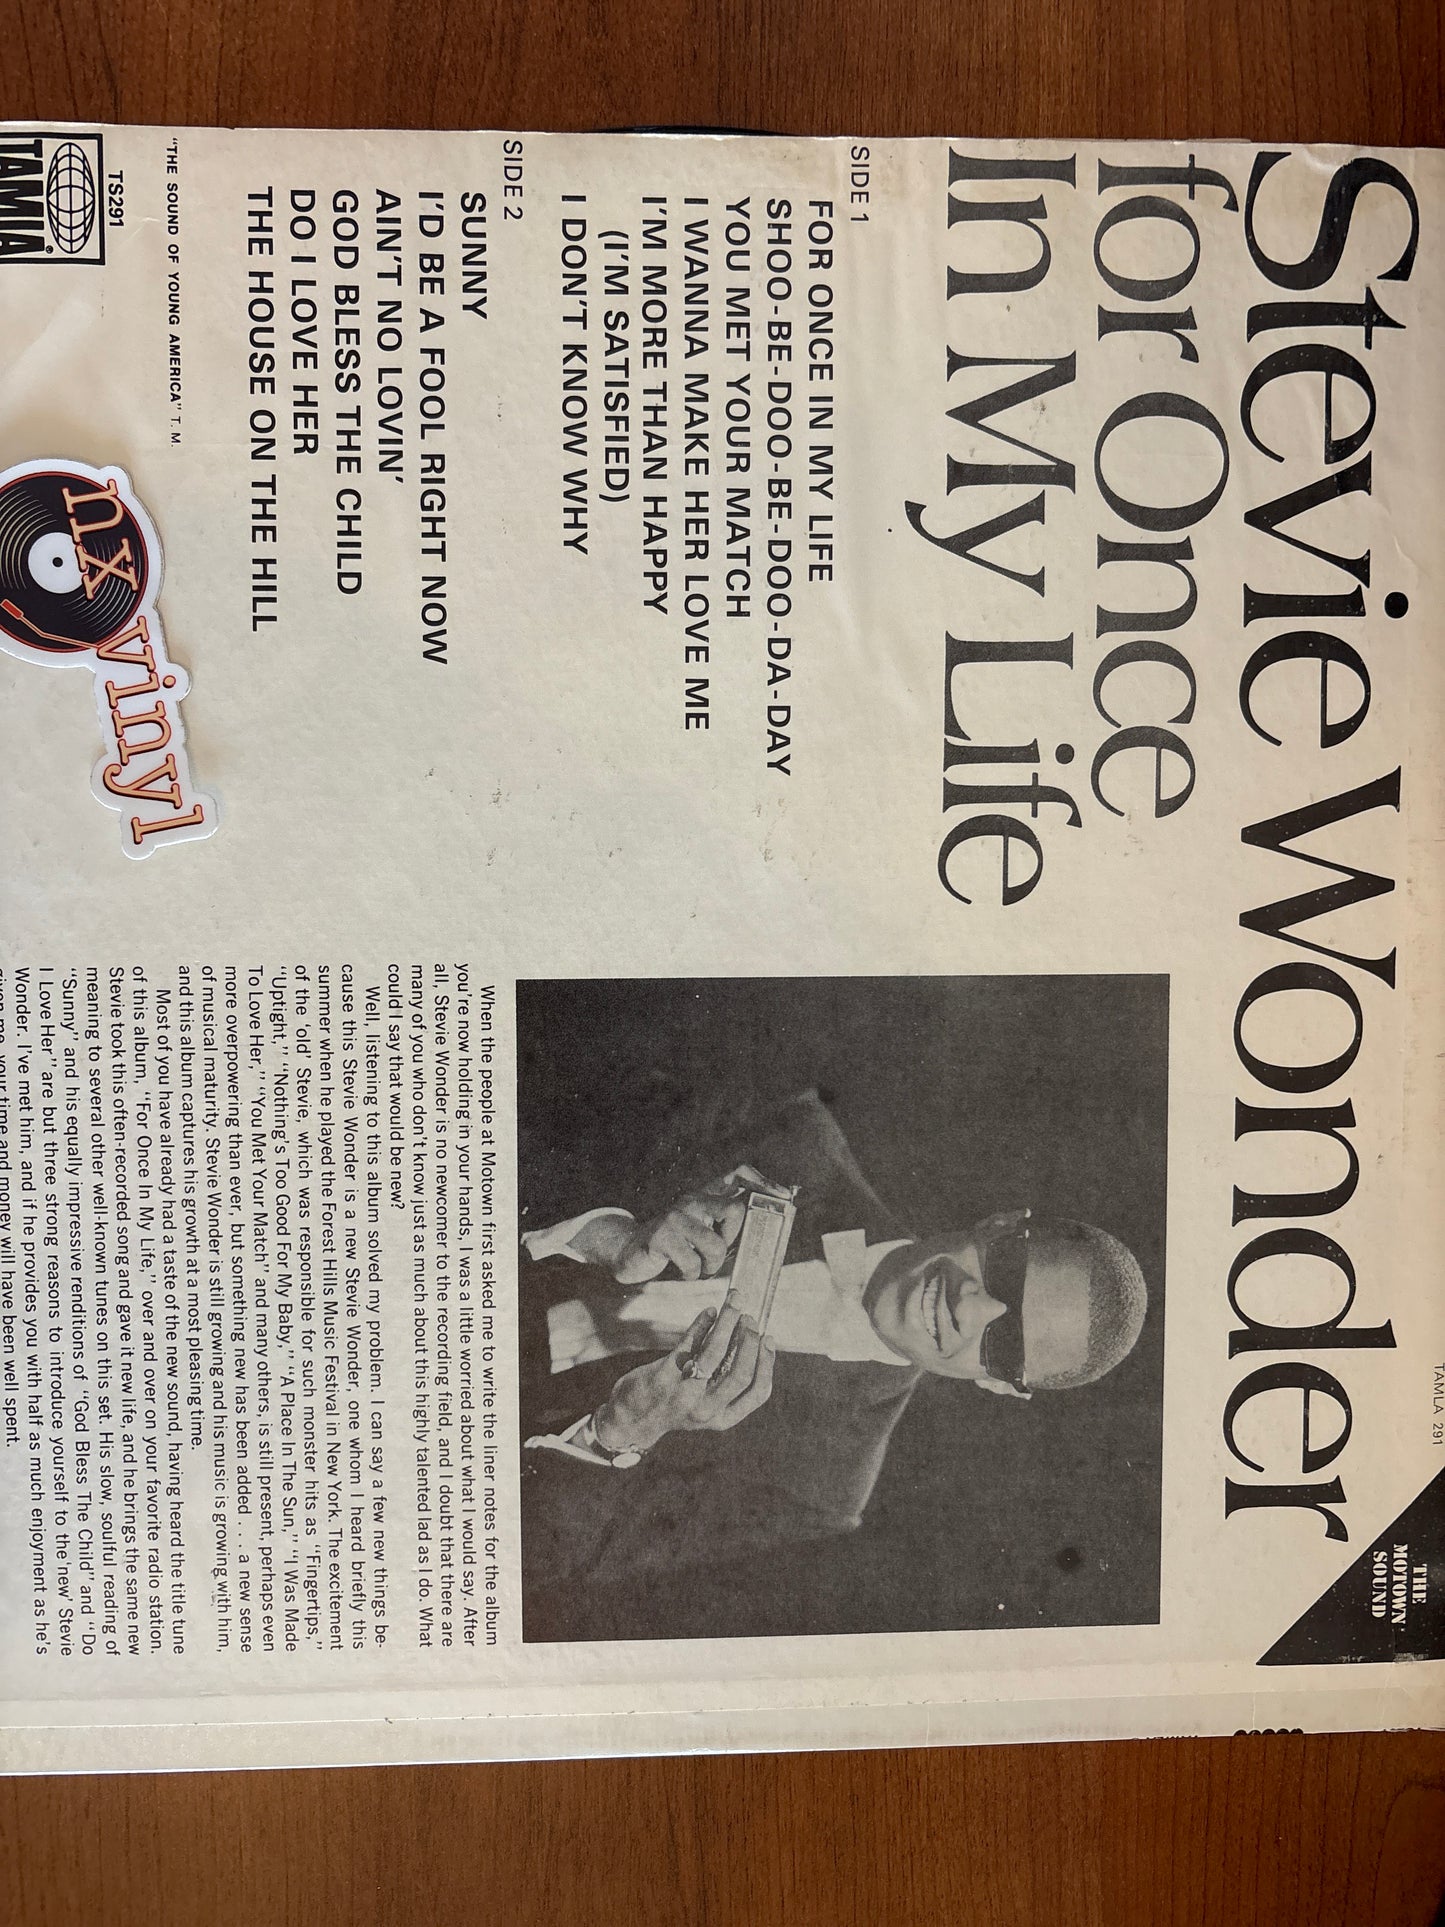 TAMLA 291
THE
MOTOWN
SOUND
Stevie Wonder
for Once
In My Life
SIDE 1
FOR ONCE IN MY LIFE
SHOO-BE-DOO-BE-DOO-DA-DAY
YOU MET YOUR MATCH
I WANNA MAKE HER LOVE ME
I'M MORE THAN HAPPY
(I'M SATISFIED)
I DON'T KNOW WHY
SIDE 2
SUNNY
I'D BE A FOOL RIGHT NOW
AIN'T NO LOVIN'
GOD BLESS THE CHILD
DO I LOVE HER
THE HOUSE ON THE HILL
"THE SOUND OF YOUNG AMERICA" T. M.
TS291
TAMLA®
nx vinyl
When the people at Motown first asked me to write the liner notes for the album
you're now holding in your hands, I was a little worried about what I would say. After
all, Stevie Wonder is no newcomer to the recording field, and I doubt that there are
many of you who don't know just as much about this highly talented lad as I do. What
could I say that would be new?
Well, listening to this album solved my problem. I can say a few new things be-
cause this Stevie Wonder is a new Stevie Wonder, one whom I heard briefly this
summer when he played the Forest Hills Music Festival in New York. The excitement
of the 'old' Stevie, which was responsible for such monster hits as "Fingertips,"
"Uptight," "Nothing's Too Good For My Baby," "A Place In The Sun," "I Was Made
To Love Her," "You Met Your Match" and many others, is still present, perhaps even
more overpowering than ever, but something new has been added . . . a new sense
of musical maturity. Stevie Wonder is still growing and his music is growing with him,
and this album captures his growth at a most pleasing time.
Most of you have already had a taste of the new sound, having heard the title tune
of this album, "For Once In My Life," over and over on your favorite radio station.
Stevie took this often-recorded song and gave it new life, and he brings the same new
meaning to several other well-known tunes on this set. His slow, soulful reading of
"Sunny" and his equally impressive renditions of "God Bless The Child" and "Do
I Love Her" are but three strong reasons to introduce yourself to the 'new' Stevie
Wonder. I've met him, and if he provides you with half as much enjoyment as he's
given me, your time and money will have been well spent.